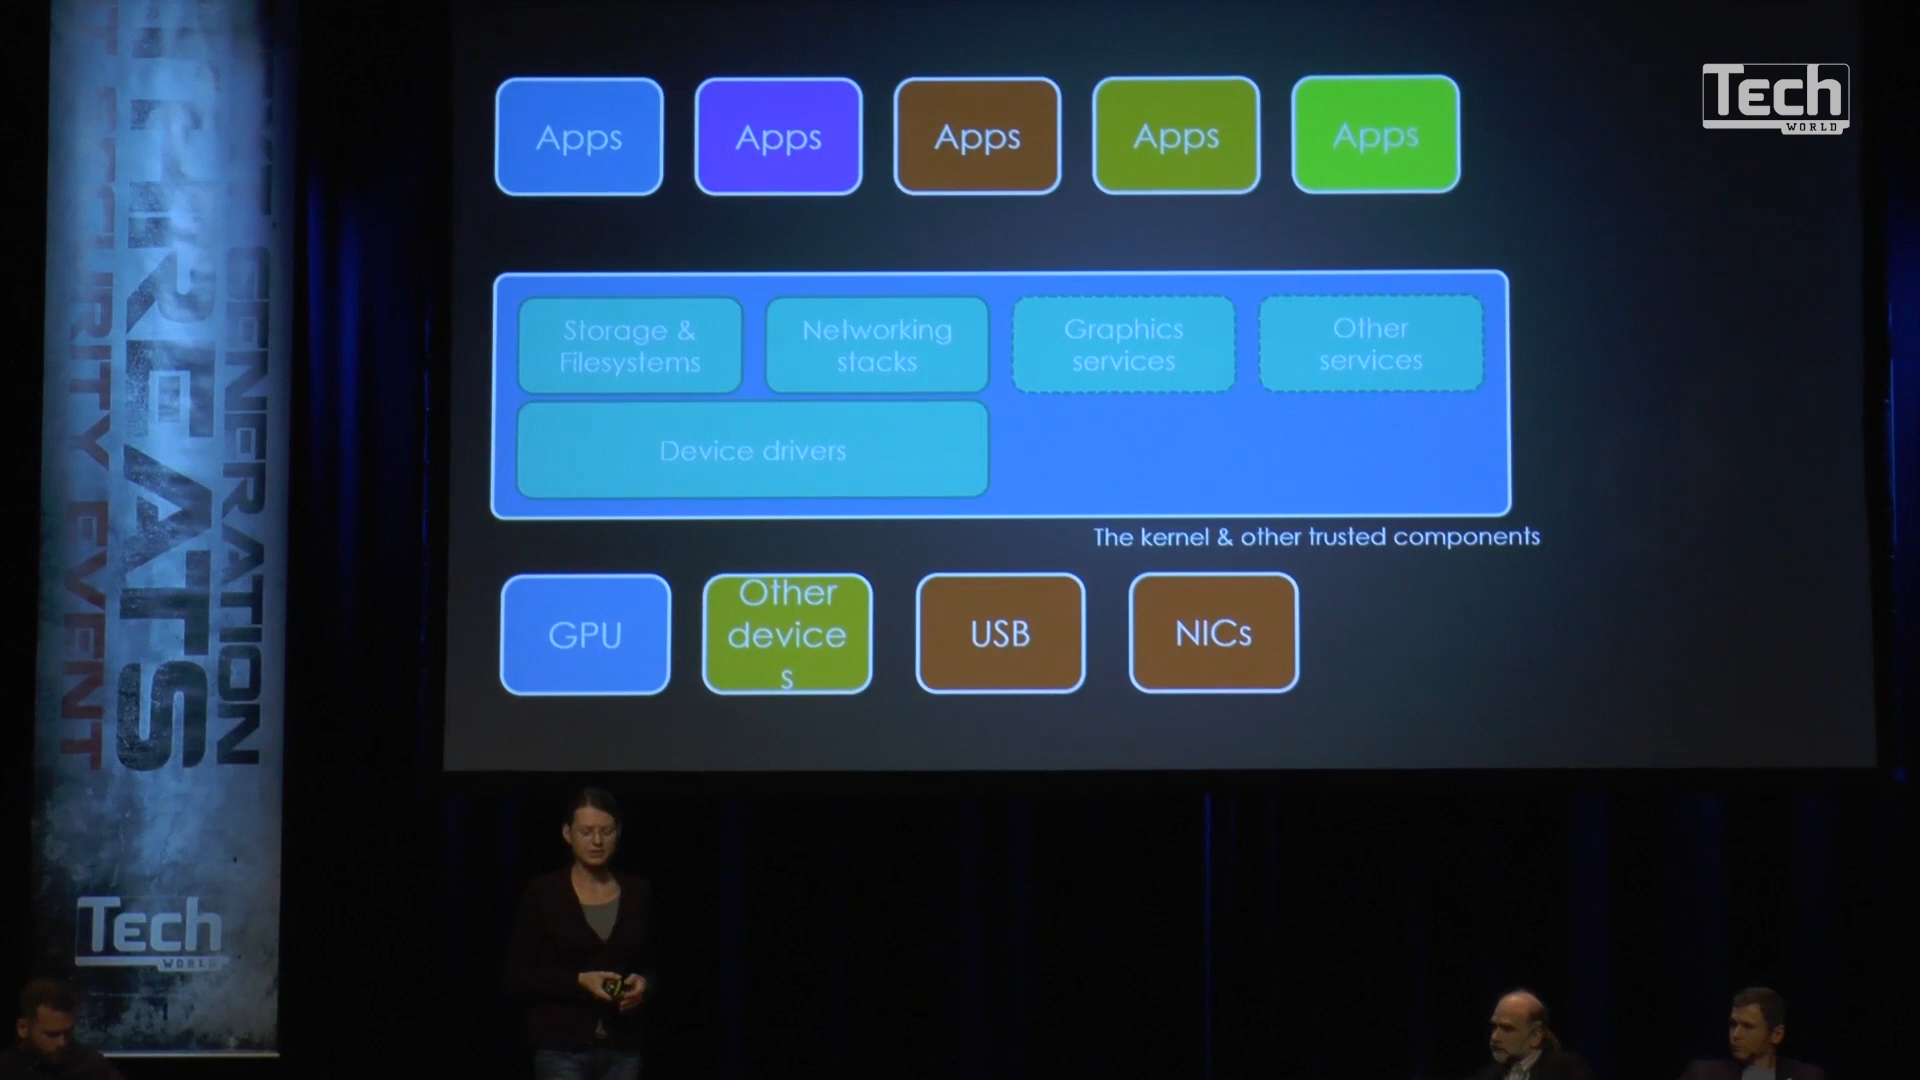 Apps
Apps
Apps
Apps
Apps
Tech
WORLD
Storage &
Filesystems
Networking
stacks
Graphics
services
Other
services
Device drivers
The kernel & other trusted components
GPU
Other
device
s
USB
NICs
THREATS
GENERATION
IT SECURITY EVENT
Tech
WORLD